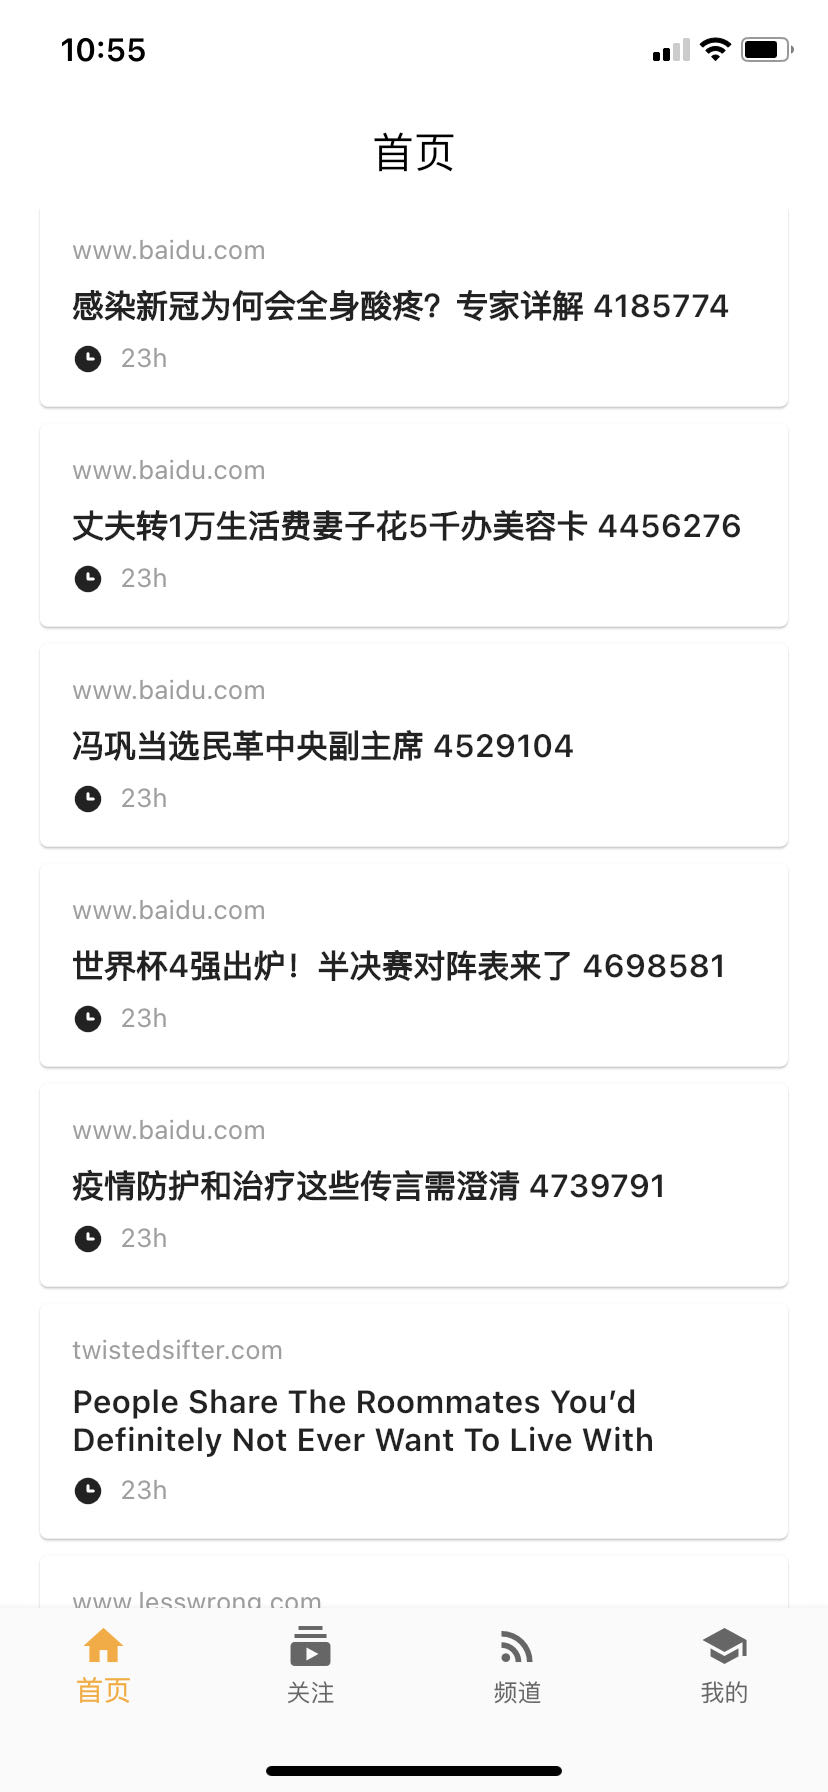 10:55
首页
www.baidu.com
感染新冠为何会全身酸疼？专家详解 4185774
23h
www.baidu.com
丈夫转1万生活费妻子花5千办美容卡 4456276
23h
www.baidu.com
冯巩当选民革中央副主席 4529104
23h
www.baidu.com
世界杯4强出炉！半决赛对阵表来了 4698581
23h
www.baidu.com
疫情防护和治疗这些传言需澄清 4739791
23h
twistedsifter.com
People Share The Roommates You’d
Definitely Not Ever Want To Live With
23h
www.lesswrong.com
首页
关注
频道
我的